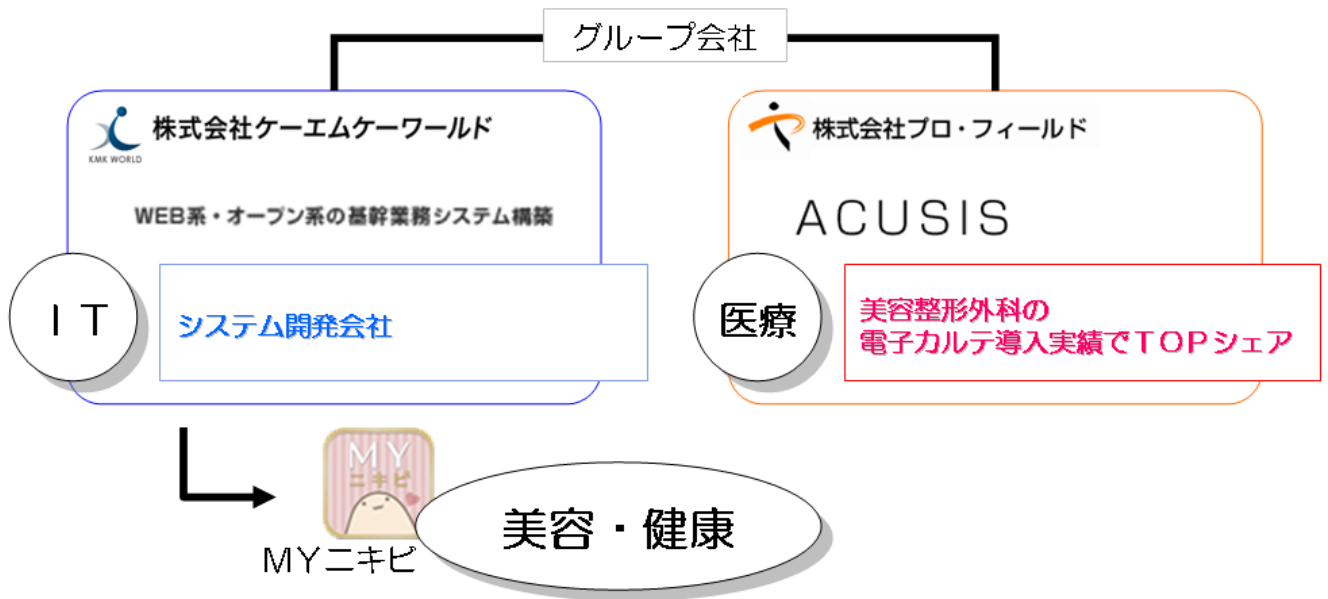 グループ会社
株式会社ケーエムケーワールド
KMK WORLD
WEB系・オープン系の基幹業務システム構築
IT
システム開発会社
株式会社プロ・フィールド
ACUSIS
医療
美容整形外科の
電子カルテ導入実績でTOPシェア
MY
ニキビ
MYニキビ
美容・健康